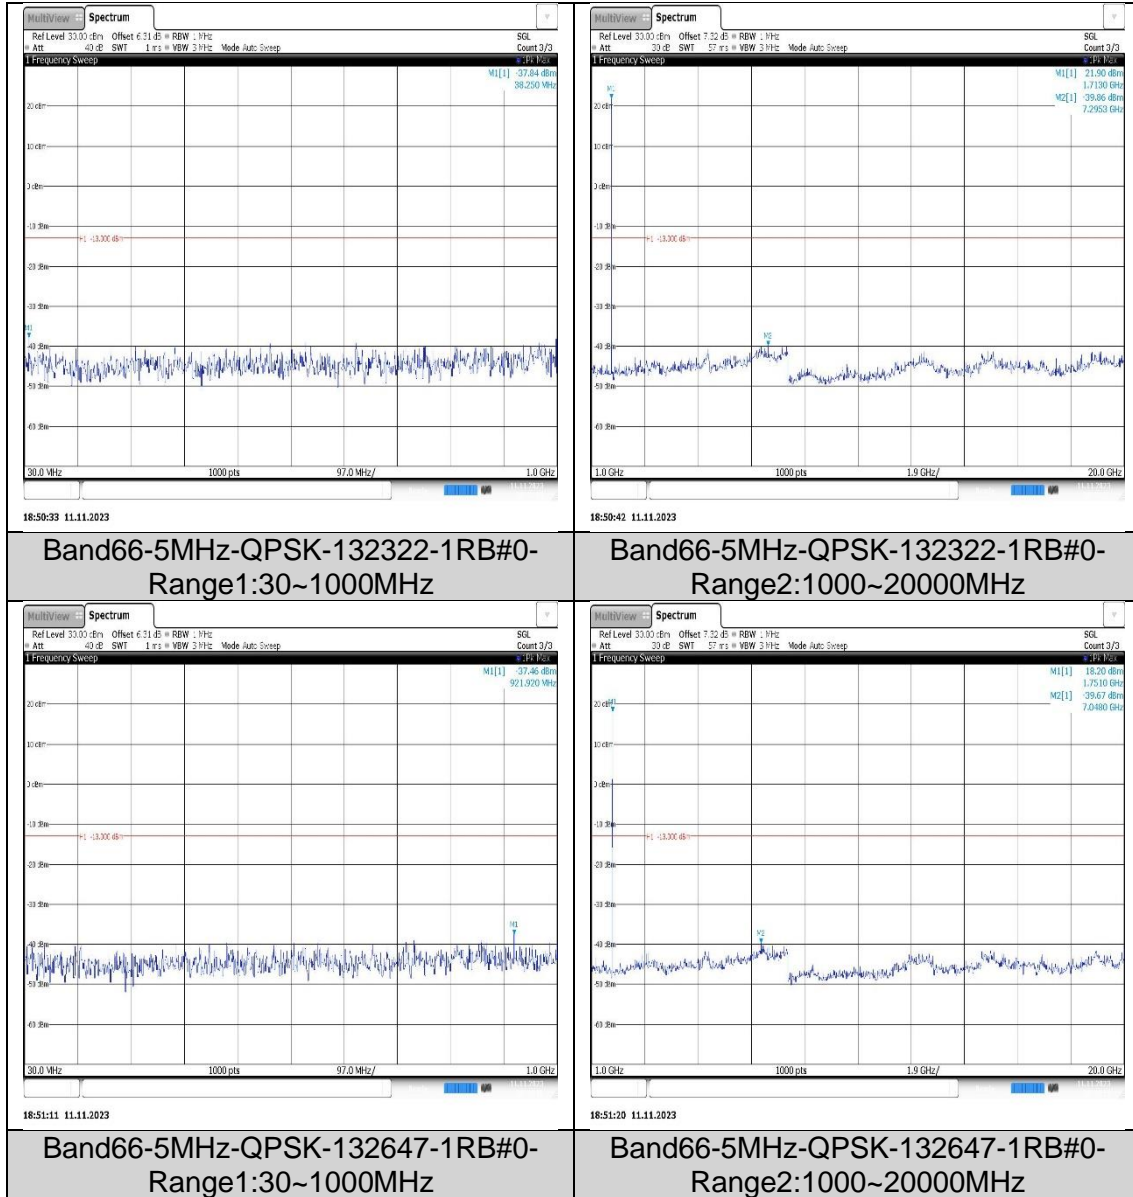 MultiView Spectrum
Ref Level 30.00 dBm Offset 6.31 dB RBW 1 MHz SGL
Att 40 dB SWT 1 ms VBW 3 MHz Mode Auto Sweep Count 3/3
1 Frequency Sweep 1Pk Max
M1[1] -37.84 dBm
38.250 MHz
20 dBm
10 dBm
0 dBm
-10 dBm
H1 -13.000 dBm
-20 dBm
-30 dBm
M1
-40 dBm
-50 dBm
-60 dBm
30.0 MHz 1000 pts 97.0 MHz/ 1.0 GHz
18:50:33 11.11.2023
Band66-5MHz-QPSK-132322-1RB#0-
Range1:30~1000MHz
MultiView Spectrum
Ref Level 30.00 dBm Offset 7.32 dB RBW 1 MHz SGL
Att 30 dB SWT 57 ms VBW 3 MHz Mode Auto Sweep Count 3/3
1 Frequency Sweep 1Pk Max
M1[1] 21.90 dBm
1.7130 GHz
M2[1] -39.86 dBm
7.2953 GHz
M1
20 dBm
10 dBm
0 dBm
-10 dBm
H1 -13.000 dBm
-20 dBm
-30 dBm
M2
-40 dBm
-50 dBm
-60 dBm
1.0 GHz 1000 pts 1.9 GHz/ 20.0 GHz
18:50:42 11.11.2023
Band66-5MHz-QPSK-132322-1RB#0-
Range2:1000~20000MHz
MultiView Spectrum
Ref Level 30.00 dBm Offset 6.31 dB RBW 1 MHz SGL
Att 40 dB SWT 1 ms VBW 3 MHz Mode Auto Sweep Count 3/3
1 Frequency Sweep 1Pk Max
M1[1] -37.46 dBm
921.920 MHz
20 dBm
10 dBm
0 dBm
-10 dBm
H1 -13.000 dBm
-20 dBm
-30 dBm
M1
-40 dBm
-50 dBm
-60 dBm
30.0 MHz 1000 pts 97.0 MHz/ 1.0 GHz
18:51:11 11.11.2023
Band66-5MHz-QPSK-132647-1RB#0-
Range1:30~1000MHz
MultiView Spectrum
Ref Level 30.00 dBm Offset 7.32 dB RBW 1 MHz SGL
Att 30 dB SWT 57 ms VBW 3 MHz Mode Auto Sweep Count 3/3
1 Frequency Sweep 1Pk Max
M1[1] 18.20 dBm
1.7510 GHz
M2[1] -39.67 dBm
7.0480 GHz
20 dBm M1
10 dBm
0 dBm
-10 dBm
H1 -13.000 dBm
-20 dBm
-30 dBm
M2
-40 dBm
-50 dBm
-60 dBm
1.0 GHz 1000 pts 1.9 GHz/ 20.0 GHz
18:51:20 11.11.2023
Band66-5MHz-QPSK-132647-1RB#0-
Range2:1000~20000MHz